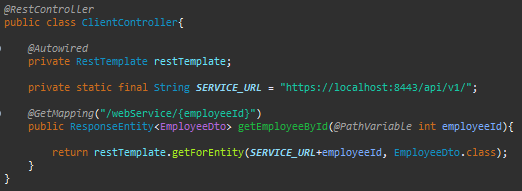 @RestController
public class ClientController{
@Autowired
private RestTemplate restTemplate;
private static final String SERVICE_URL = "https://localhost:8443/api/v1/";
@GetMapping("/webService/{employeeId}")
public ResponseEntity<EmployeeDto> getEmployeeById(@PathVariable int employeeId){
return restTemplate.getForEntity(SERVICE_URL+employeeId, EmployeeDto.class);
}
}